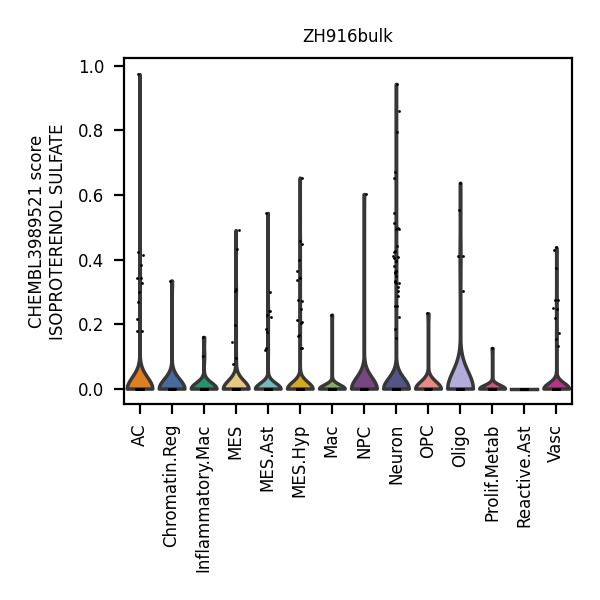 ZH916bulk
CHEMBL3989521 score
ISOPROTERENOL SULFATE
1.0
0.8
0.6
0.4
0.2
0.0
AC
Chromatin.Reg
Inflammatory.Mac
MES
MES.Ast
MES.Hyp
Mac
NPC
Neuron
OPC
Oligo
Prolif.Metab
Reactive.Ast
Vasc